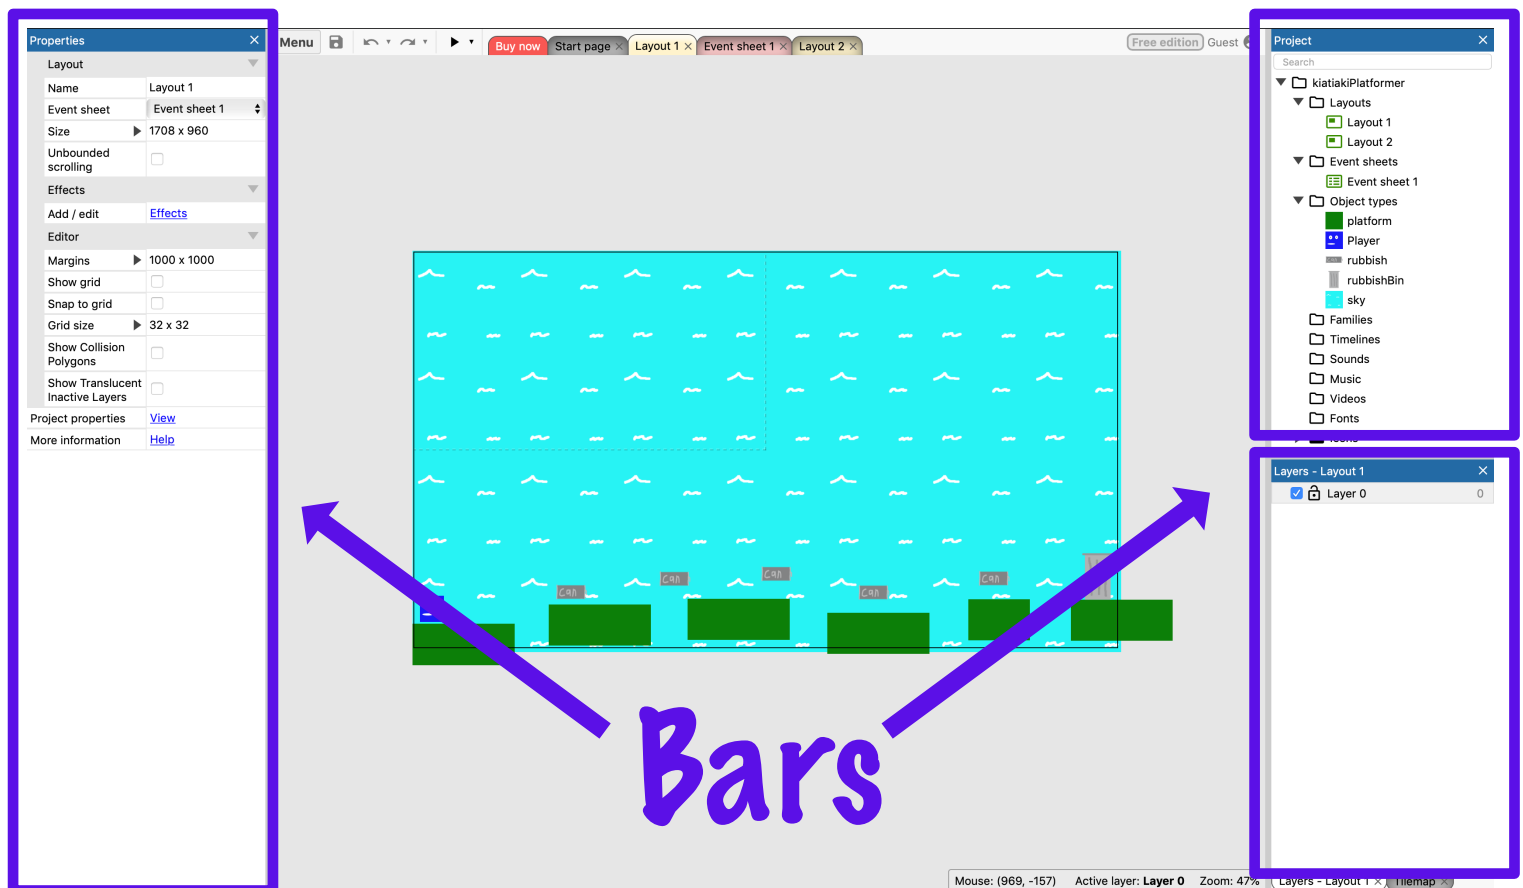 Properties
Layout
Name Layout 1
Event sheet Event sheet 1
Size 1708 x 960
Unbounded
scrolling
Effects
Add / edit Effects
Editor
Margins 1000 x 1000
Show grid
Snap to grid
Grid size 32 x 32
Show Collision
Polygons
Show Translucent
Inactive Layers
Project properties View
More information Help
Menu
Buy now Start page Layout 1 Event sheet 1 Layout 2
Free edition Guest
Can
Can
Can
Can
Can
Bars
Mouse: (969, -157) Active layer: Layer 0 Zoom: 47%
Project
Search
kiatiakiPlatformer
Layouts
Layout 1
Layout 2
Event sheets
Event sheet 1
Object types
platform
Player
rubbish
rubbishBin
sky
Families
Timelines
Sounds
Music
Videos
Fonts
Layers - Layout 1
Layer 0 0
Layers - Layout 1 Tilemap